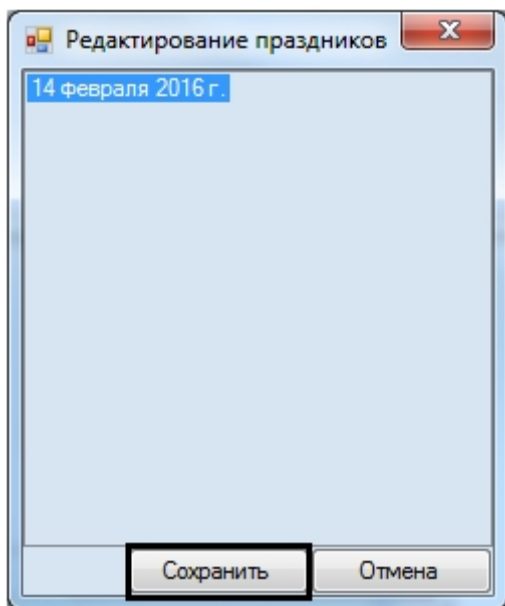 Редактирование праздников
14 февраля 2016 г.
Сохранить
Отмена